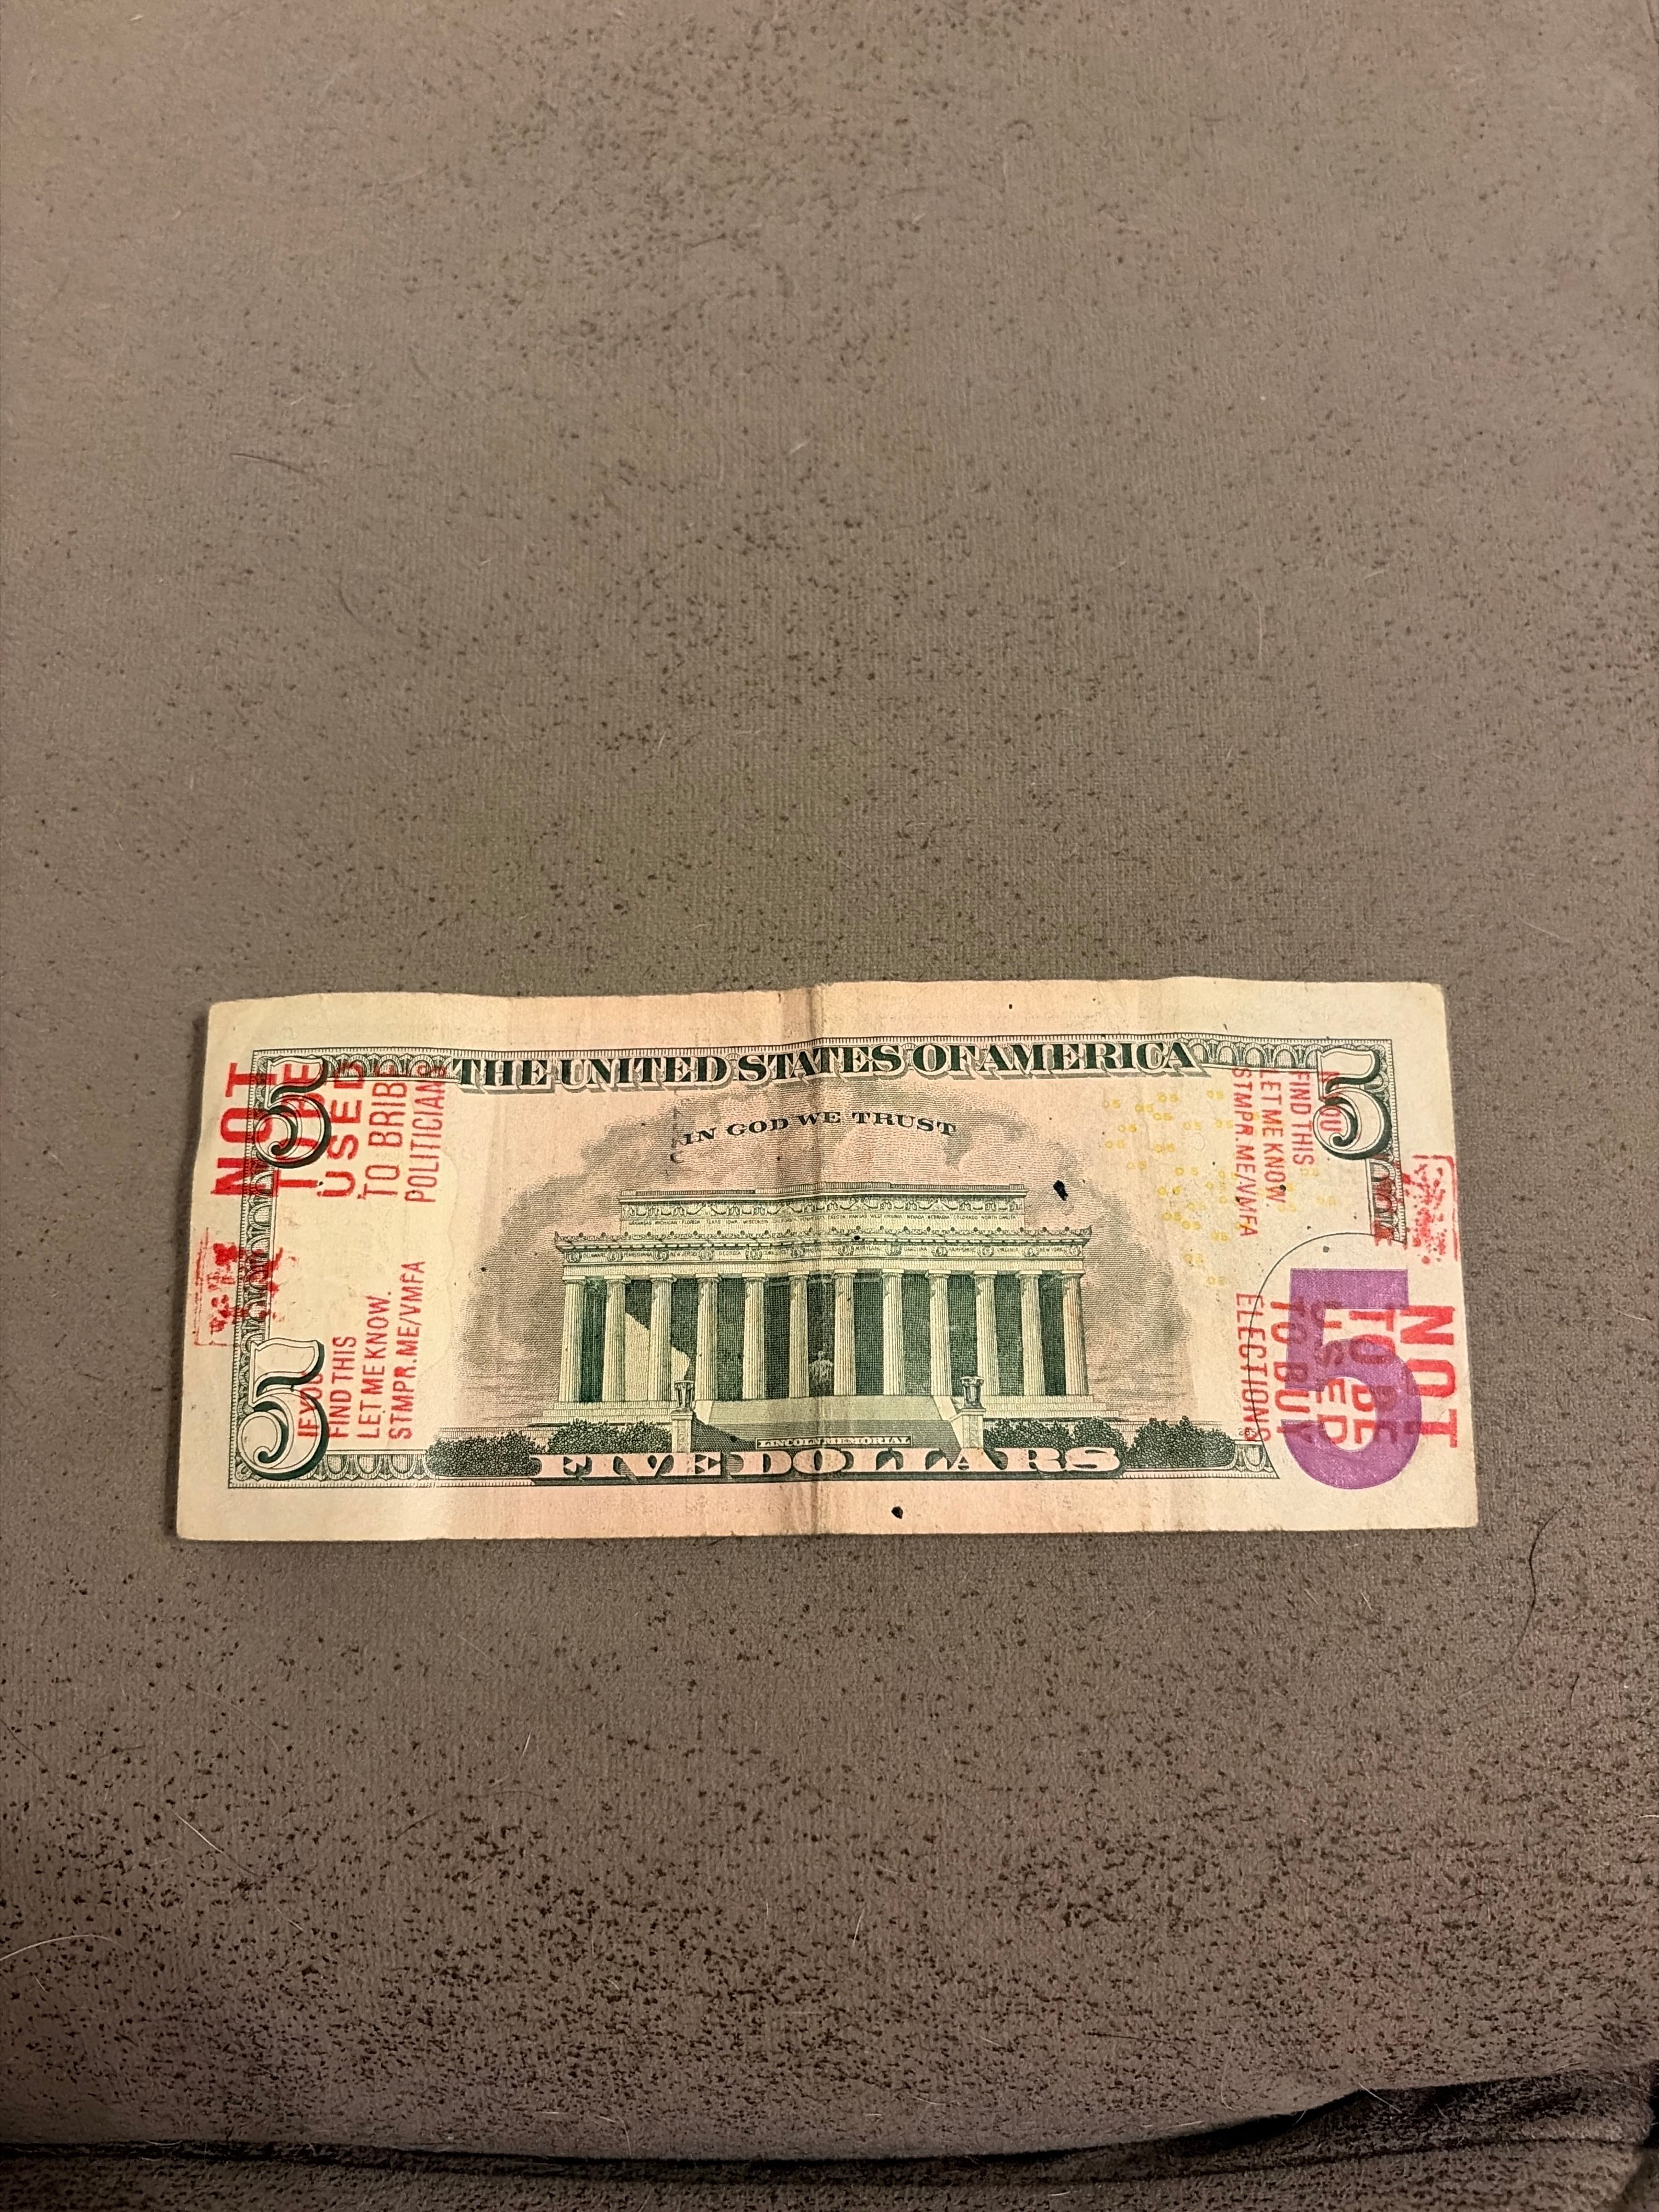 THE UNITED STATES OF AMERICA
IN GOD WE TRUST
LINCOLN MEMORIAL
FIVE DOLLARS
5
5
5
5
NOT
TO BE
USED
TO BRIBE
POLITICIANS
IF YOU
FIND THIS
LET ME KNOW.
STMPR.ME/VMFA
NOT
TO BE
USED
TO BUY
ELECTIONS
YOU
FIND THIS
LET ME KNOW.
STMPR.ME/VMFA